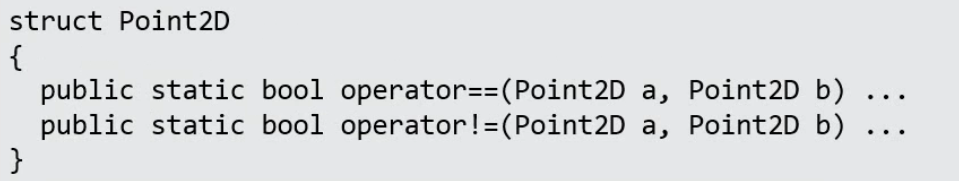 struct Point2D
{
  public static bool operator==(Point2D a, Point2D b) ...
  public static bool operator!=(Point2D a, Point2D b) ...
}